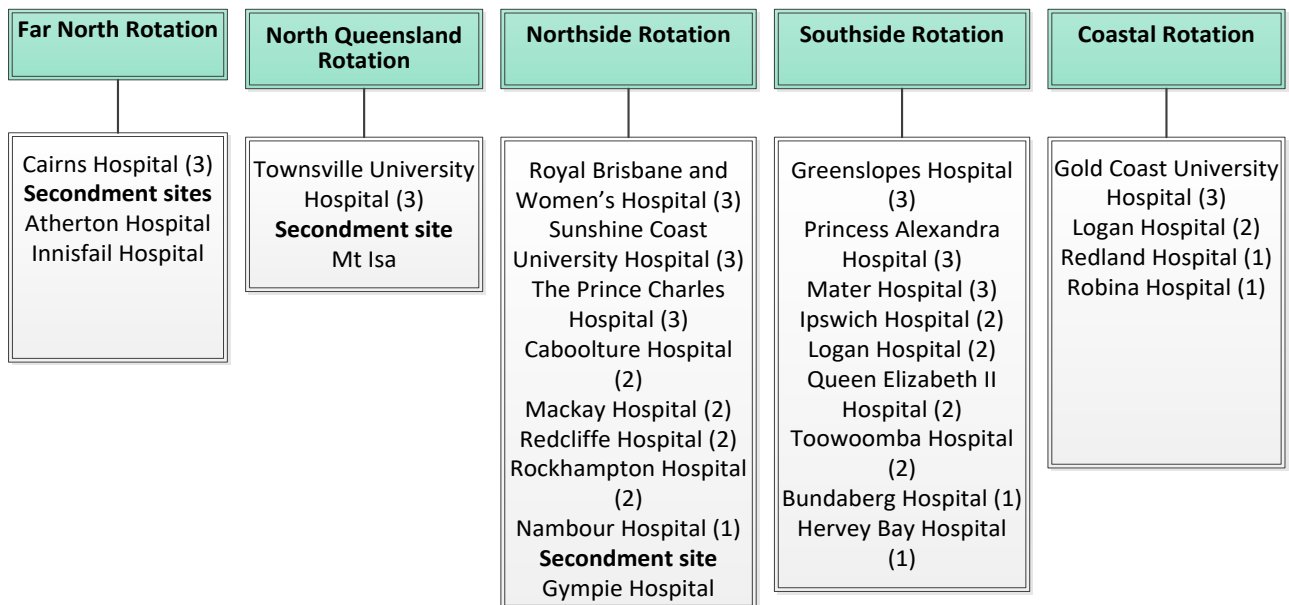 Far North Rotation
Cairns Hospital (3)
Secondment sites
Atherton Hospital
Innisfail Hospital
North Queensland
Rotation
Townsville University
Hospital (3)
Secondment site
Mt Isa
Northside Rotation
Royal Brisbane and
Women’s Hospital (3)
Sunshine Coast
University Hospital (3)
The Prince Charles
Hospital (3)
Caboolture Hospital
(2)
Mackay Hospital (2)
Redcliffe Hospital (2)
Rockhampton Hospital
(2)
Nambour Hospital (1)
Secondment site
Gympie Hospital
Southside Rotation
Greenslopes Hospital
(3)
Princess Alexandra
Hospital (3)
Mater Hospital (3)
Ipswich Hospital (2)
Logan Hospital (2)
Queen Elizabeth II
Hospital (2)
Toowoomba Hospital
(2)
Bundaberg Hospital (1)
Hervey Bay Hospital
(1)
Coastal Rotation
Gold Coast University
Hospital (3)
Logan Hospital (2)
Redland Hospital (1)
Robina Hospital (1)